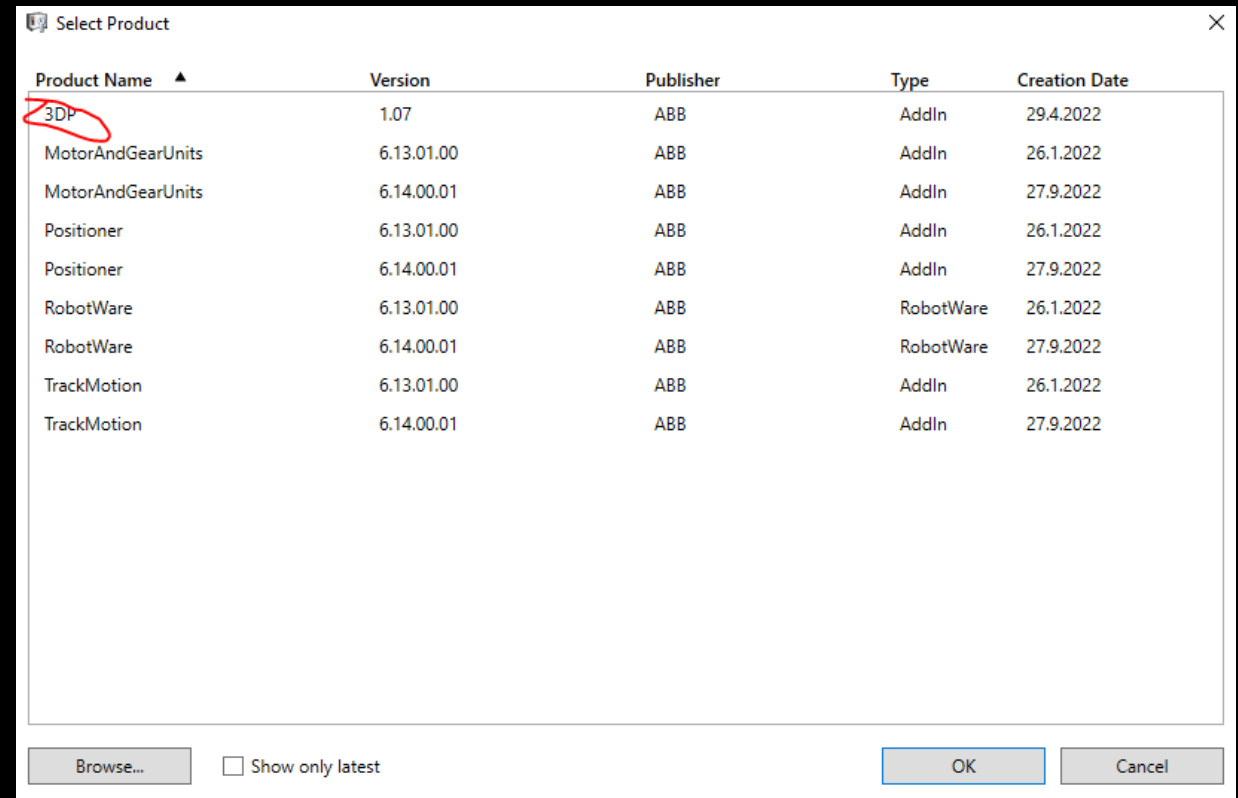 Select Product
Product Name Version Publisher Type Creation Date
3DP 1.07 ABB AddIn 29.4.2022
MotorAndGearUnits 6.13.01.00 ABB AddIn 26.1.2022
MotorAndGearUnits 6.14.00.01 ABB AddIn 27.9.2022
Positioner 6.13.01.00 ABB AddIn 26.1.2022
Positioner 6.14.00.01 ABB AddIn 27.9.2022
RobotWare 6.13.01.00 ABB RobotWare 26.1.2022
RobotWare 6.14.00.01 ABB RobotWare 27.9.2022
TrackMotion 6.13.01.00 ABB AddIn 26.1.2022
TrackMotion 6.14.00.01 ABB AddIn 27.9.2022
Browse... Show only latest OK Cancel